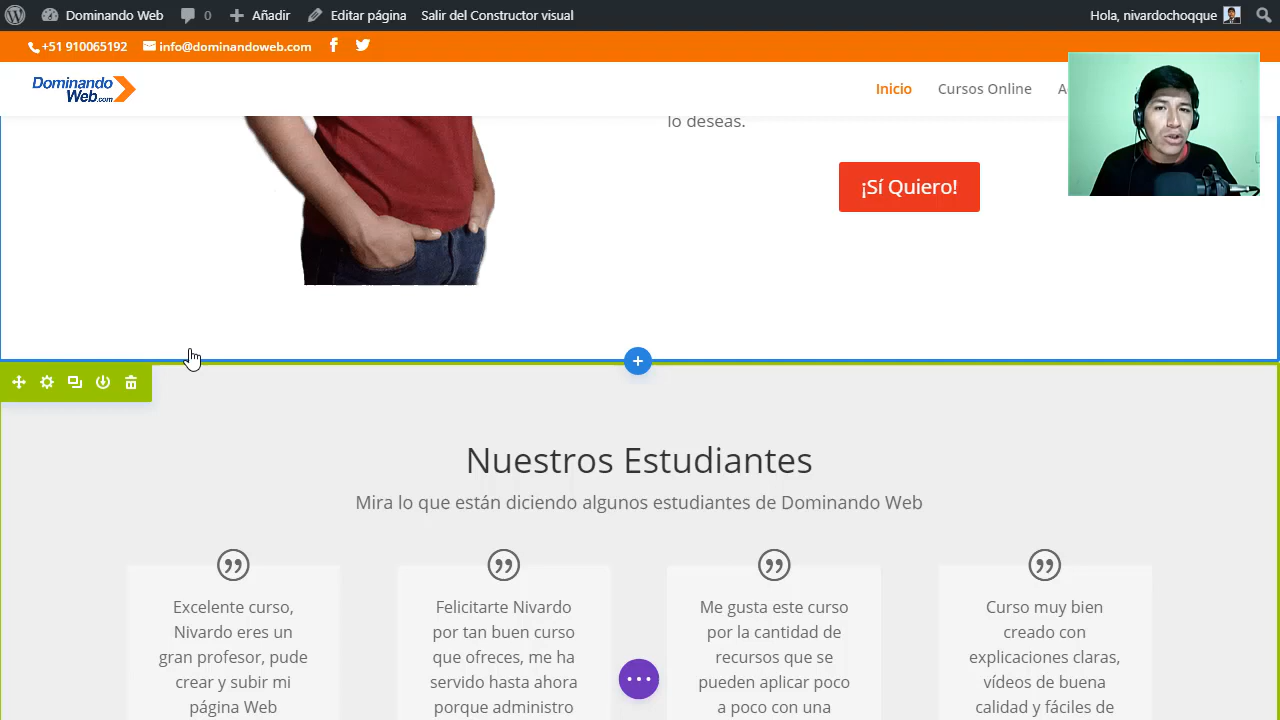 Dominando Web
0
Añadir
Editar página
Salir del Constructor visual
Hola, nivardochoqque
+51 910065192
info@dominandoweb.com
Dominando
Web.com
Inicio
Cursos Online
A
lo deseas.
¡Sí Quiero!
Nuestros Estudiantes
Mira lo que están diciendo algunos estudiantes de Dominando Web
Excelente curso,
Nivardo eres un
gran profesor, pude
crear y subir mi
página Web
Felicitarte Nivardo
por tan buen curso
que ofreces, me ha
servido hasta ahora
porque administro
Me gusta este curso
por la cantidad de
recursos que se
pueden aplicar poco
a poco con una
Curso muy bien
creado con
explicaciones claras,
vídeos de buena
calidad y fáciles de